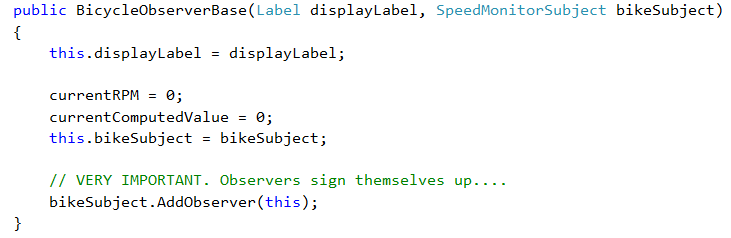 public BicycleObserverBase(Label displayLabel, SpeedMonitorSubject bikeSubject)
{
this.displayLabel = displayLabel;
currentRPM = 0;
currentComputedValue = 0;
this.bikeSubject = bikeSubject;
// VERY IMPORTANT. Observers sign themselves up....
bikeSubject.AddObserver(this);
}